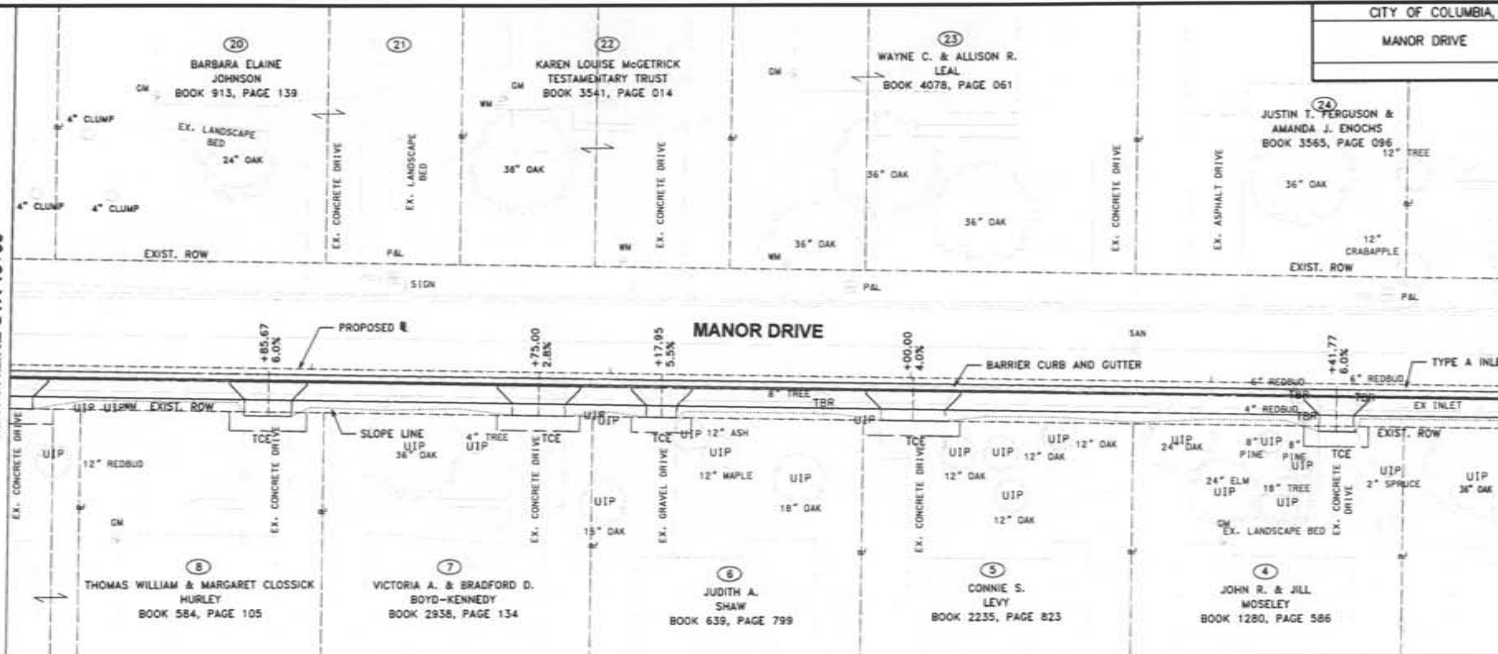 CITY OF COLUMBIA,
MANOR DRIVE
20
BARBARA ELAINE
JOHNSON
BOOK 913, PAGE 139
21
22
KAREN LOUISE McGETRICK
TESTAMENTARY TRUST
BOOK 3541, PAGE 014
23
WAYNE C. & ALLISON R.
LEAL
BOOK 4078, PAGE 061
24
JUSTIN T. FERGUSON &
AMANDA J. ENOCHS
BOOK 3565, PAGE 096
GM
4" CLUMP
EX. LANDSCAPE
BED
24" OAK
4" CLUMP
4" CLUMP
EX. CONCRETE DRIVE
EX. LANDSCAPE
BED
WM
GM
36" OAK
EX. CONCRETE DRIVE
GM
36" OAK
36" OAK
36" OAK
EX. CONCRETE DRIVE
EX. ASPHALT DRIVE
12" TREE
36" OAK
12"
CRABAPPLE
EXIST. ROW
P&L
WM
WM
EXIST. ROW
SIGN
P&L
P&L
+85.67
6.0%
PROPOSED
+75.00
2.8%
+17.95
5.5%
MANOR DRIVE
+00.00
4.0%
BARRIER CURB AND GUTTER
SAN
+41.77
6.0%
TYPE A INLE
6" REDBUD
6" REDBUD
8" TREE
TBR
TBR
TBR
4" REDBUD
TBR
EX INLET
UIP
UIP
WM
EXIST. ROW
UIP
UIP
UIP
EXIST. ROW
EX. CONCRETE DRIVE
UIP
12" REDBUD
TCE
EX. CONCRETE DRIVE
SLOPE LINE
UIP
36" OAK
4" TREE
UIP
TCE
EX. CONCRETE DRIVE
UIP
15" OAK
TCE
EX. GRAVEL DRIVE
UIP
12" ASH
UIP
12" MAPLE
UIP
18" OAK
TCE
EX. CONCRETE DRIVE
UIP
12" OAK
UIP
12" OAK
UIP
12" OAK
UIP
12" OAK
UIP
24" OAK
8"
PINE
UIP
8"
PINE
UIP
24" ELM
UIP
18" TREE
UIP
TCE
EX. CONCRETE
DRIVE
UIP
2" SPRUCE
UIP
36" OAK
GM
GM
EX. LANDSCAPE BED
8
THOMAS WILLIAM & MARGARET CLOSSICK
HURLEY
BOOK 584, PAGE 105
7
VICTORIA A. & BRADFORD D.
BOYD-KENNEDY
BOOK 2938, PAGE 134
6
JUDITH A.
SHAW
BOOK 639, PAGE 799
5
CONNIE S.
LEVY
BOOK 2235, PAGE 823
4
JOHN R. & JILL
MOSELEY
BOOK 1280, PAGE 586